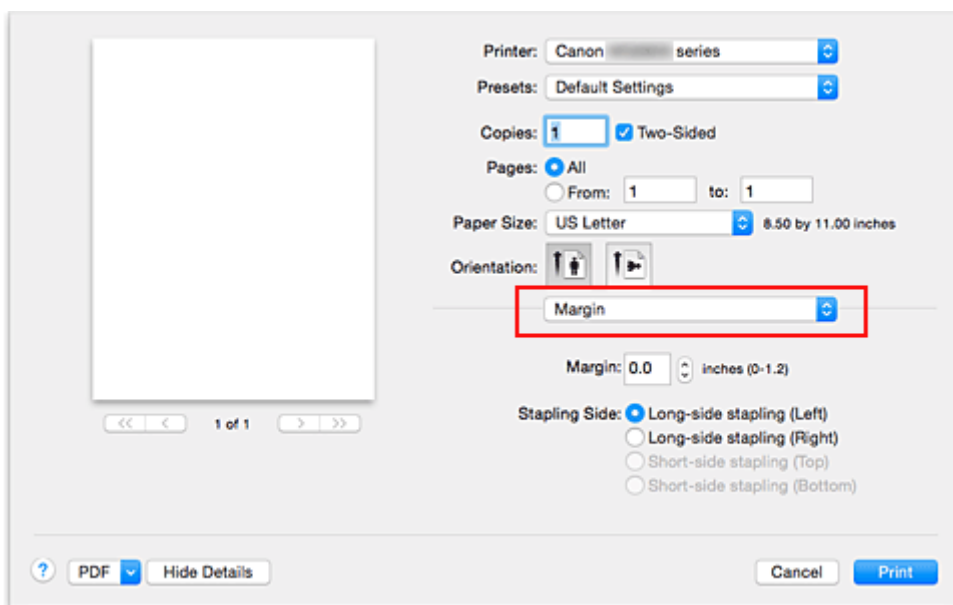 Printer: Canon series
Presets: Default Settings
Copies: 1 Two-Sided
Pages: All
From: 1 to: 1
Paper Size: US Letter 8.50 by 11.00 inches
Orientation:
Margin
Margin: 0.0 inches (0-1.2)
Stapling Side: Long-side stapling (Left)
Long-side stapling (Right)
Short-side stapling (Top)
Short-side stapling (Bottom)
<< < 1 of 1 > >>
? PDF Hide Details Cancel Print